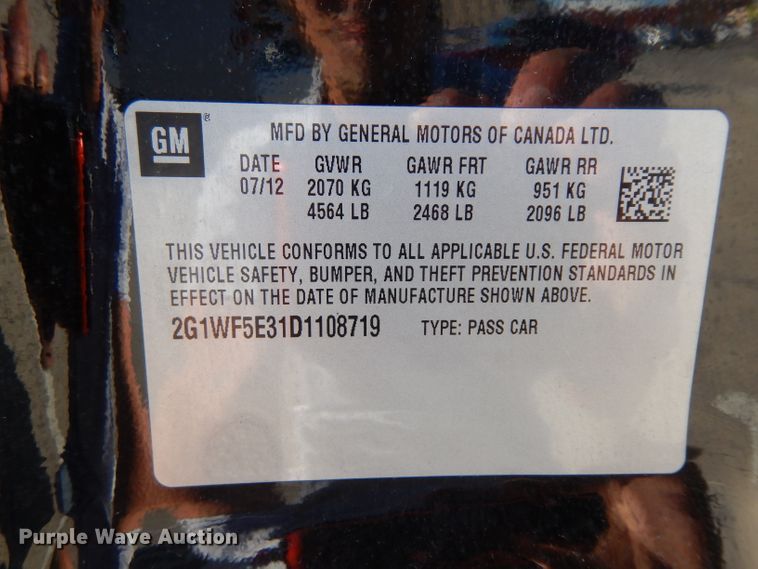 GM®
MFD BY GENERAL MOTORS OF CANADA LTD.
DATE GVWR GAWR FRT GAWR RR
07/12 2070 KG 1119 KG 951 KG
4564 LB 2468 LB 2096 LB
THIS VEHICLE CONFORMS TO ALL APPLICABLE U.S. FEDERAL MOTOR
VEHICLE SAFETY, BUMPER, AND THEFT PREVENTION STANDARDS IN
EFFECT ON THE DATE OF MANUFACTURE SHOWN ABOVE.
2G1WF5E31D1108719 TYPE: PASS CAR
Purple Wave Auction